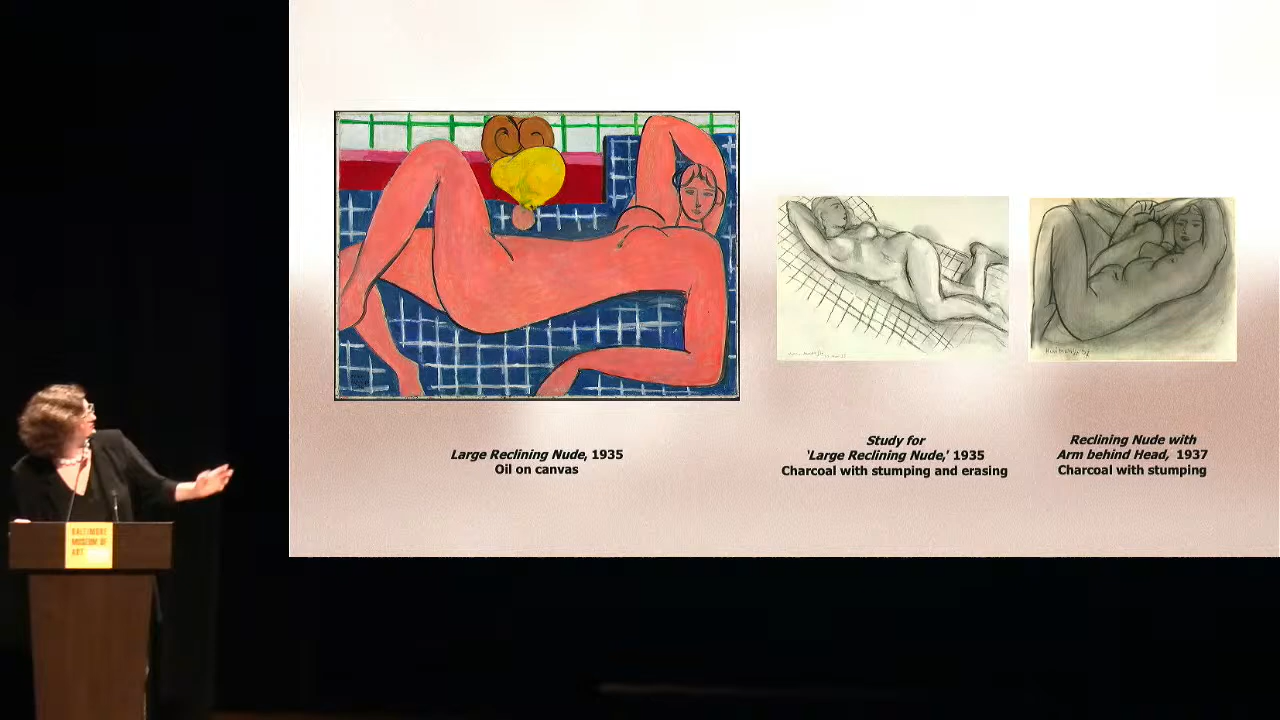 Large Reclining Nude, 1935
Oil on canvas
Study for
'Large Reclining Nude,' 1935
Charcoal with stumping and erasing
Reclining Nude with
Arm behind Head, 1937
Charcoal with stumping
BALTIMORE
MUSEUM OF
ART